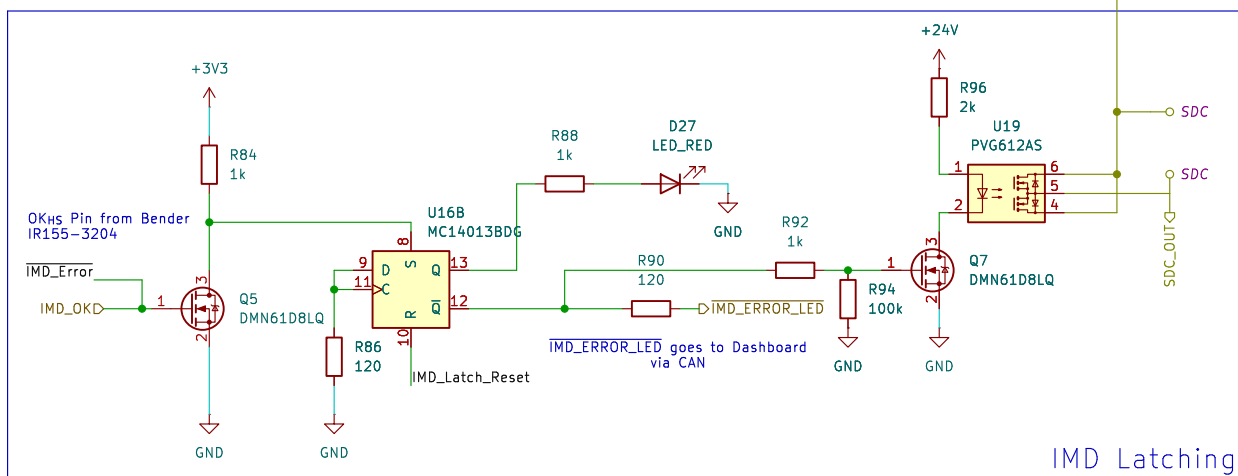 +24V
R96
2k
SDC
+3V3
D27
LED_RED
U19
PVG612AS
R88
1k
R84
1k
1
6
5
2
4
SDC
OKHS Pin from Bender
IR155-3204
U16B
MC14013BDG
GND
R92
1k
SDC_OUT
IMD_Error
8
S
9
D
Q
13
11
C
Q
12
R
10
R90
120
3
1
2
Q7
DMN61D8LQ
IMD_OK
1
3
2
Q5
DMN61D8LQ
IMD_ERROR_LED
R94
100k
R86
120
IMD_ERROR_LED goes to Dashboard
via CAN
IMD_Latch_Reset
GND
GND
GND
GND
IMD Latching